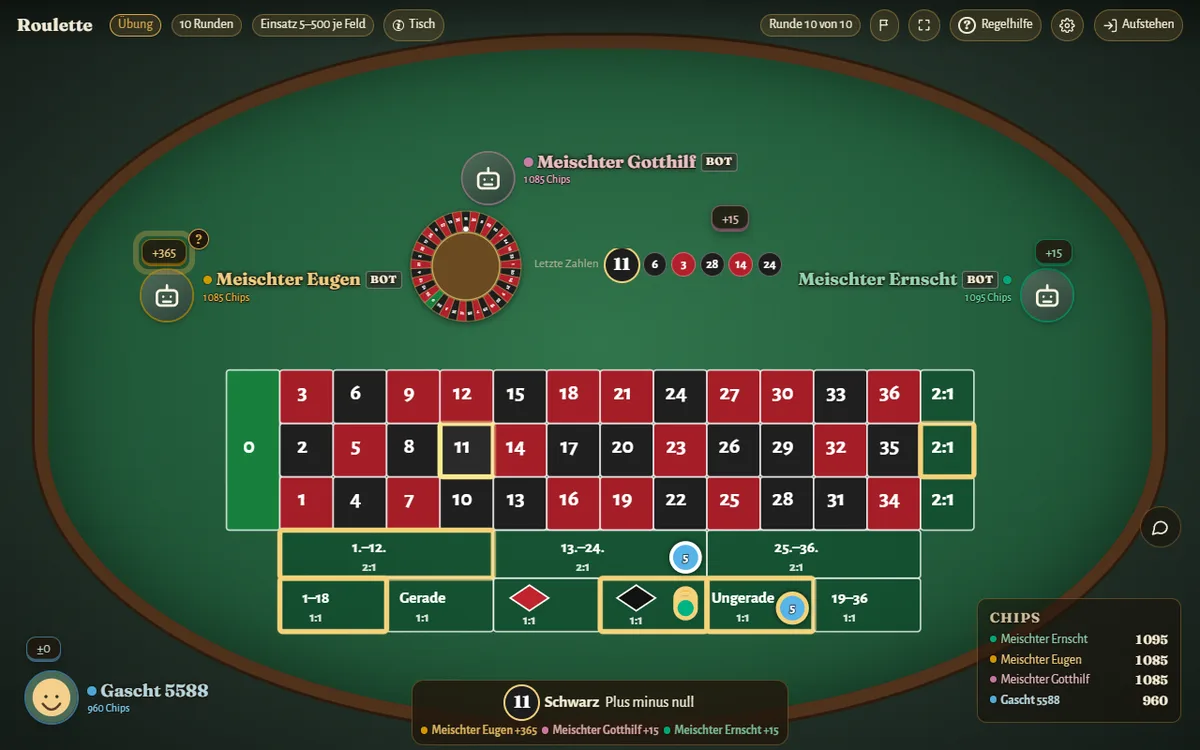 Roulette
Übung
10 Runden
Einsatz 5–500 je Feld
Tisch
Runde 10 von 10
Regelhilfe
Aufstehen
Meischter Gotthilf BOT
1085 Chips
+15
+365
?
Meischter Eugen BOT
1085 Chips
Letzte Zahlen 11 6 3 28 14 24
+15
Meischter Ernscht BOT
1095 Chips
3 6 9 12 15 18 21 24 27 30 33 36 2:1
0 2 5 8 11 14 17 20 23 26 29 32 35 2:1
1 4 7 10 13 16 19 22 25 28 31 34 2:1
1.–12. 13.–24. 5 25.–36.
2:1 2:1 2:1
1–18 Gerade Ungerade 5 19–36
1:1 1:1 1:1 1:1 1:1 1:1
CHIPS
Meischter Ernscht 1095
Meischter Eugen 1085
Meischter Gotthilf 1085
Gascht 5588 960
±0
Gascht 5588
960 Chips
11 Schwarz Plus minus null
Meischter Eugen +365 Meischter Gotthilf +15 Meischter Ernscht +15